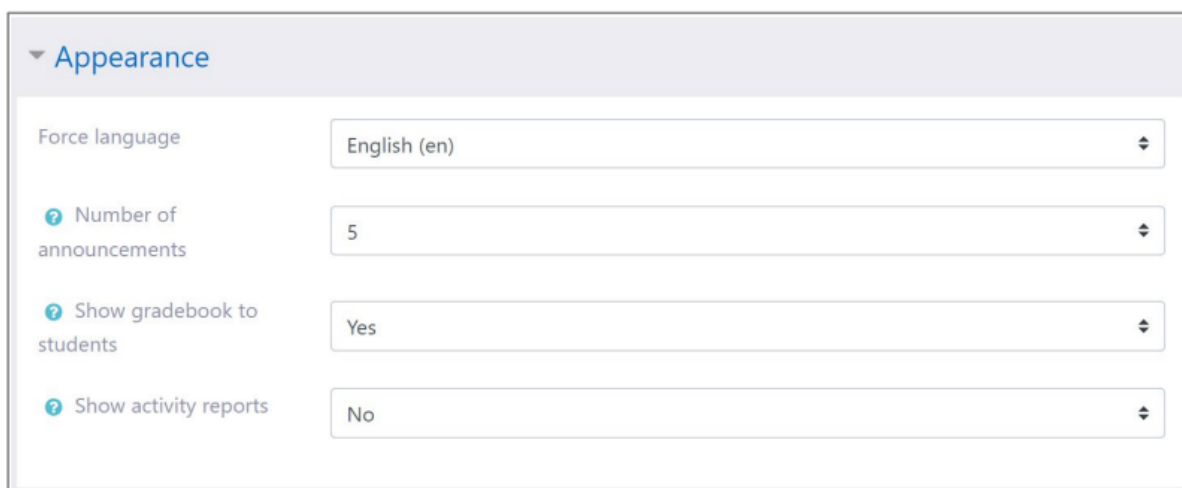 Appearance
Force language
English (en)
Number of
announcements
5
Show gradebook to
students
Yes
Show activity reports
No